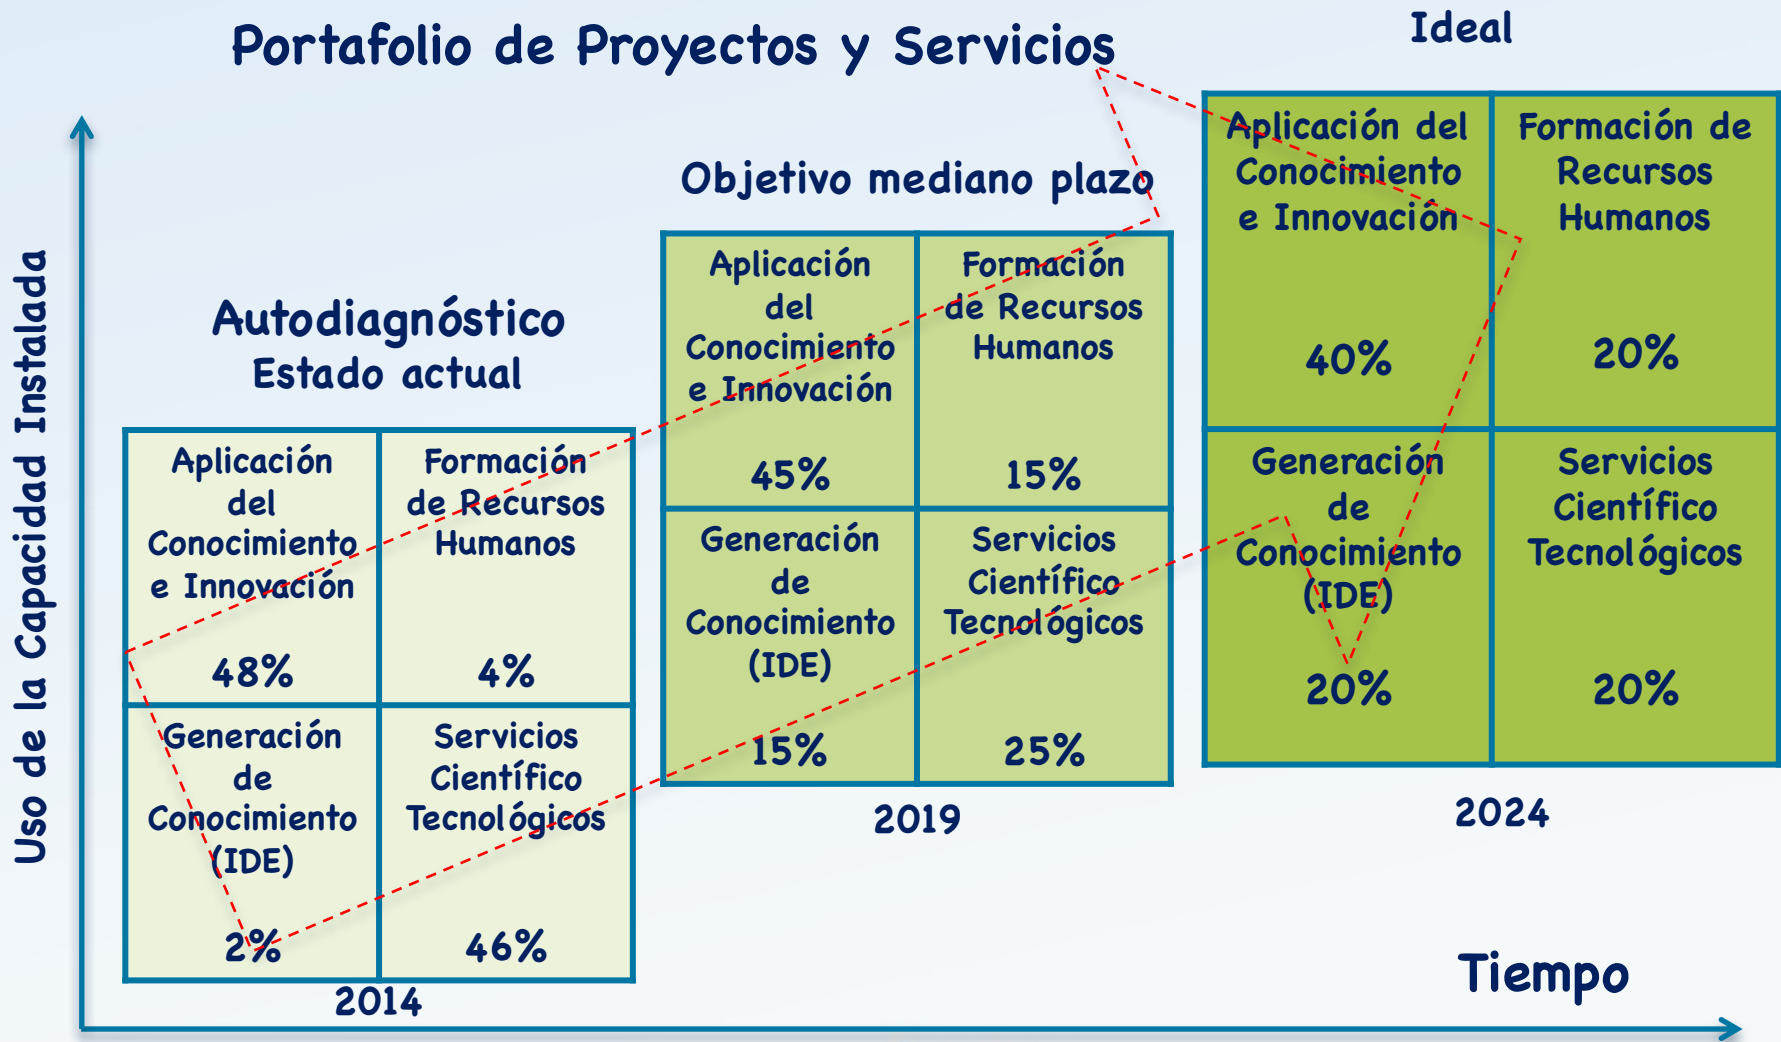 Portafolio de Proyectos y Servicios
Uso de la Capacidad Instalada
Autodiagnóstico
Estado actual
Aplicación
del
Conocimiento
e Innovación
48%
Formación
de Recursos
Humanos
4%
Generación
de
Conocimiento
(IDE)
2%
Servicios
Científico
Tecnológicos
46%
2014
Objetivo mediano plazo
Aplicación
del
Conocimiento
e Innovación
45%
Formación
de Recursos
Humanos
15%
Generación
de
Conocimiento
(IDE)
15%
Servicios
Científico
Tecnológicos
25%
2019
Ideal
Aplicación del
Conocimiento
e Innovación
40%
Formación de
Recursos
Humanos
20%
Generación
de
Conocimiento
(IDE)
20%
Servicios
Científico
Tecnológicos
20%
2024
Tiempo